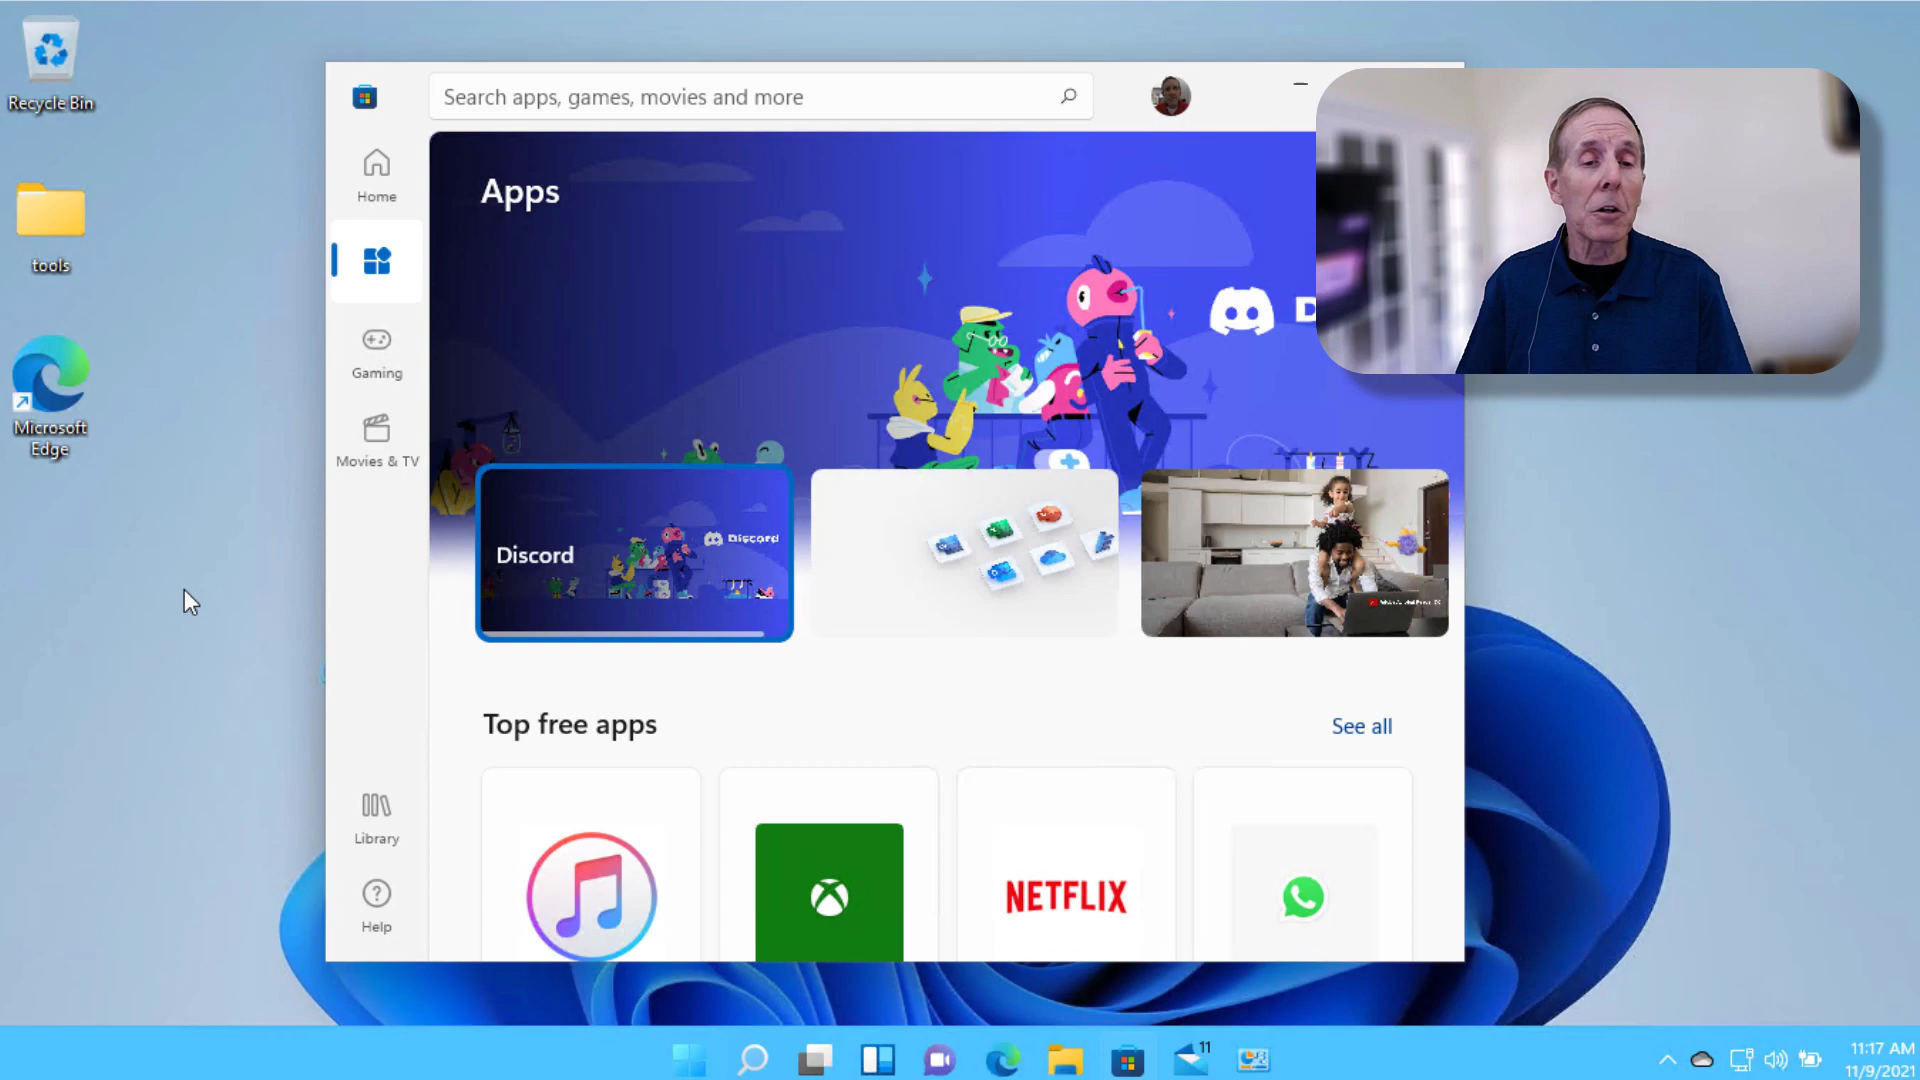 Recycle Bin
tools
Microsoft
Edge
Search apps, games, movies and more
Home
Gaming
Movies & TV
Library
Help
Apps
D
Discord
Discord
Top free apps
See all
NETFLIX
11
11:17 AM
11/9/2021